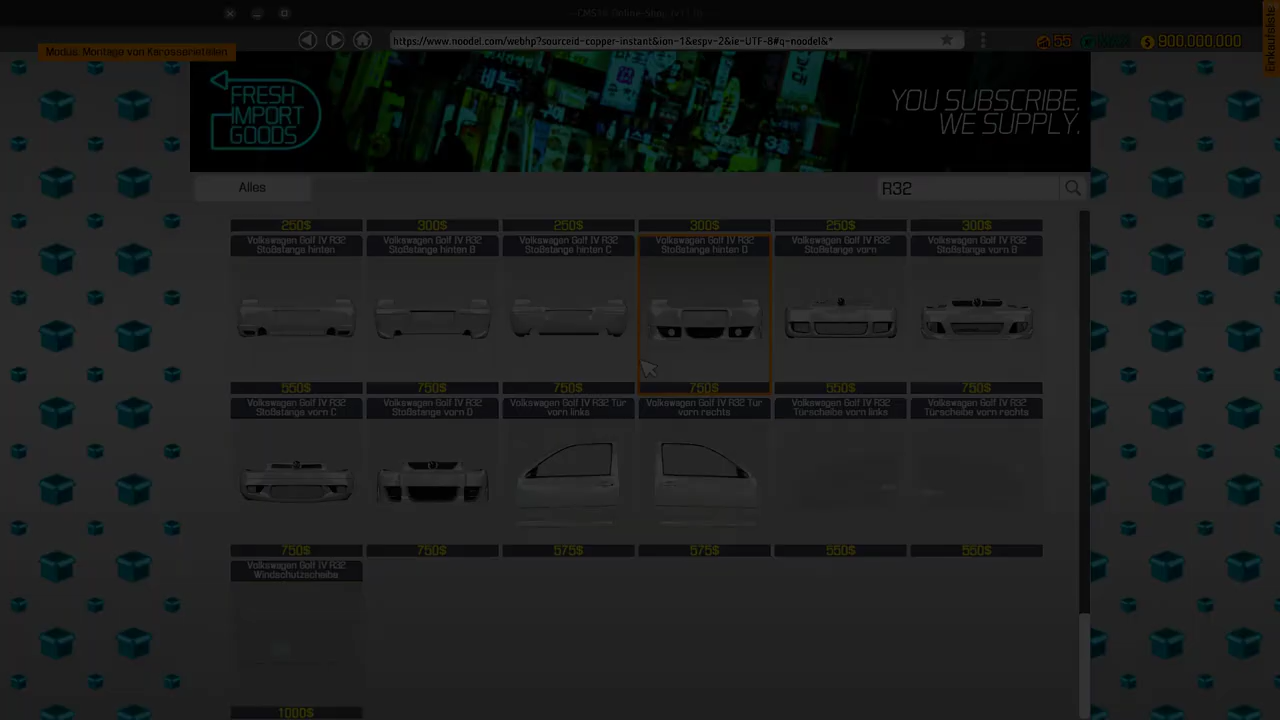 Modus: Montage von Karosserieteilen
https://www.noodel.com/webhp?sourceid-copper-instant&ion-1&espv-2&ie-UTF-8#q-noodel&*
55
900.000.000
Einkaufsliste
FRESH
IMPORT
GOODS
YOU SUBSCRIBE.
WE SUPPLY.
Alles
R32
250$ 300$ 250$ 300$ 250$ 300$
Volkswagen Golf IV R32 Stoßstange hinten
Volkswagen Golf IV R32 Stoßstange hinten B
Volkswagen Golf IV R32 Stoßstange hinten C
Volkswagen Golf IV R32 Stoßstange hinten D
Volkswagen Golf IV R32 Stoßstange vorn
Volkswagen Golf IV R32 Stoßstange vorn B
550$ 750$ 750$ 750$ 550$ 750$
Volkswagen Golf IV R32 Stoßstange vorn C
Volkswagen Golf IV R32 Stoßstange vorn D
Volkswagen Golf IV R32 Tür vorn links
Volkswagen Golf IV R32 Tür vorn rechts
Volkswagen Golf IV R32 Türscheibe vorn links
Volkswagen Golf IV R32 Türscheibe vorn rechts
750$ 750$ 575$ 575$ 550$ 550$
Volkswagen Golf IV R32 Windschutzscheibe
1000$